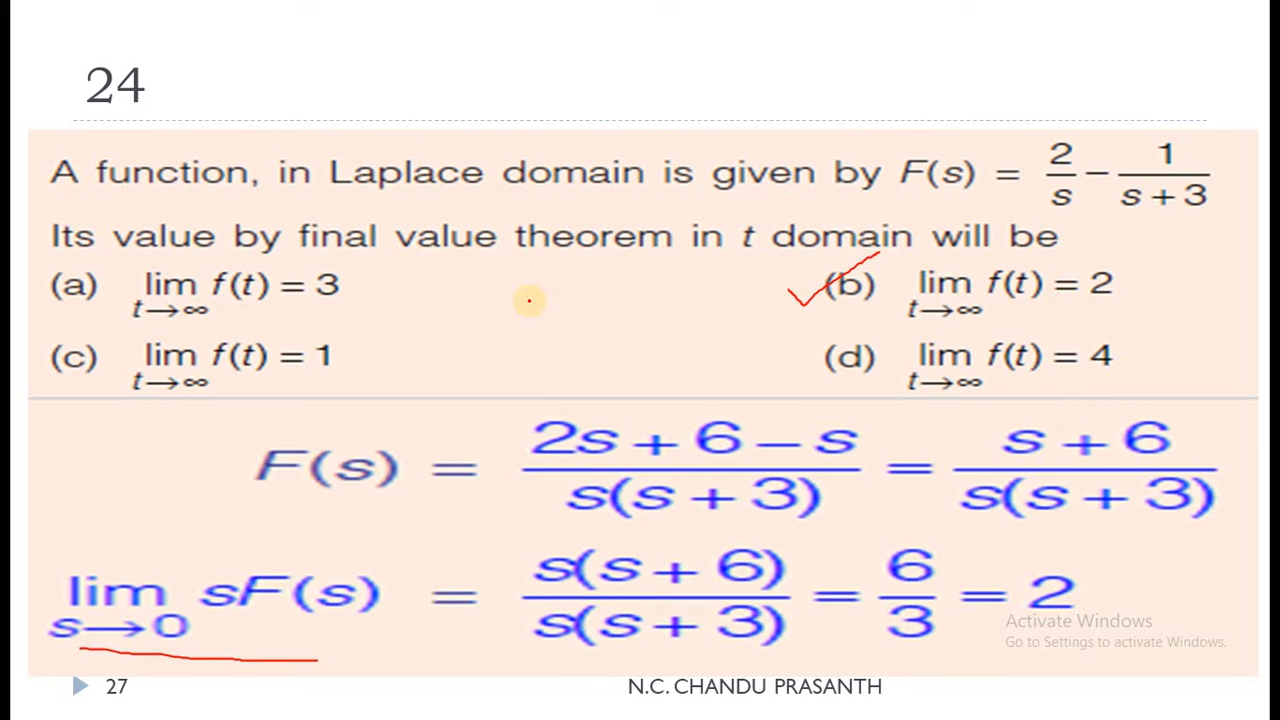 24
A function, in Laplace domain is given by F(s) = 2/s − 1/(s + 3)
Its value by final value theorem in t domain will be
(a) lim t→∞ f(t) = 3
(b) lim t→∞ f(t) = 2
(c) lim t→∞ f(t) = 1
(d) lim t→∞ f(t) = 4
F(s) = (2s + 6 − s)/(s(s + 3)) = (s + 6)/(s(s + 3))
lim s→0 sF(s) = s(s + 6)/(s(s + 3)) = 6/3 = 2
Activate Windows
Go to Settings to activate Windows.
27
N.C. CHANDU PRASANTH